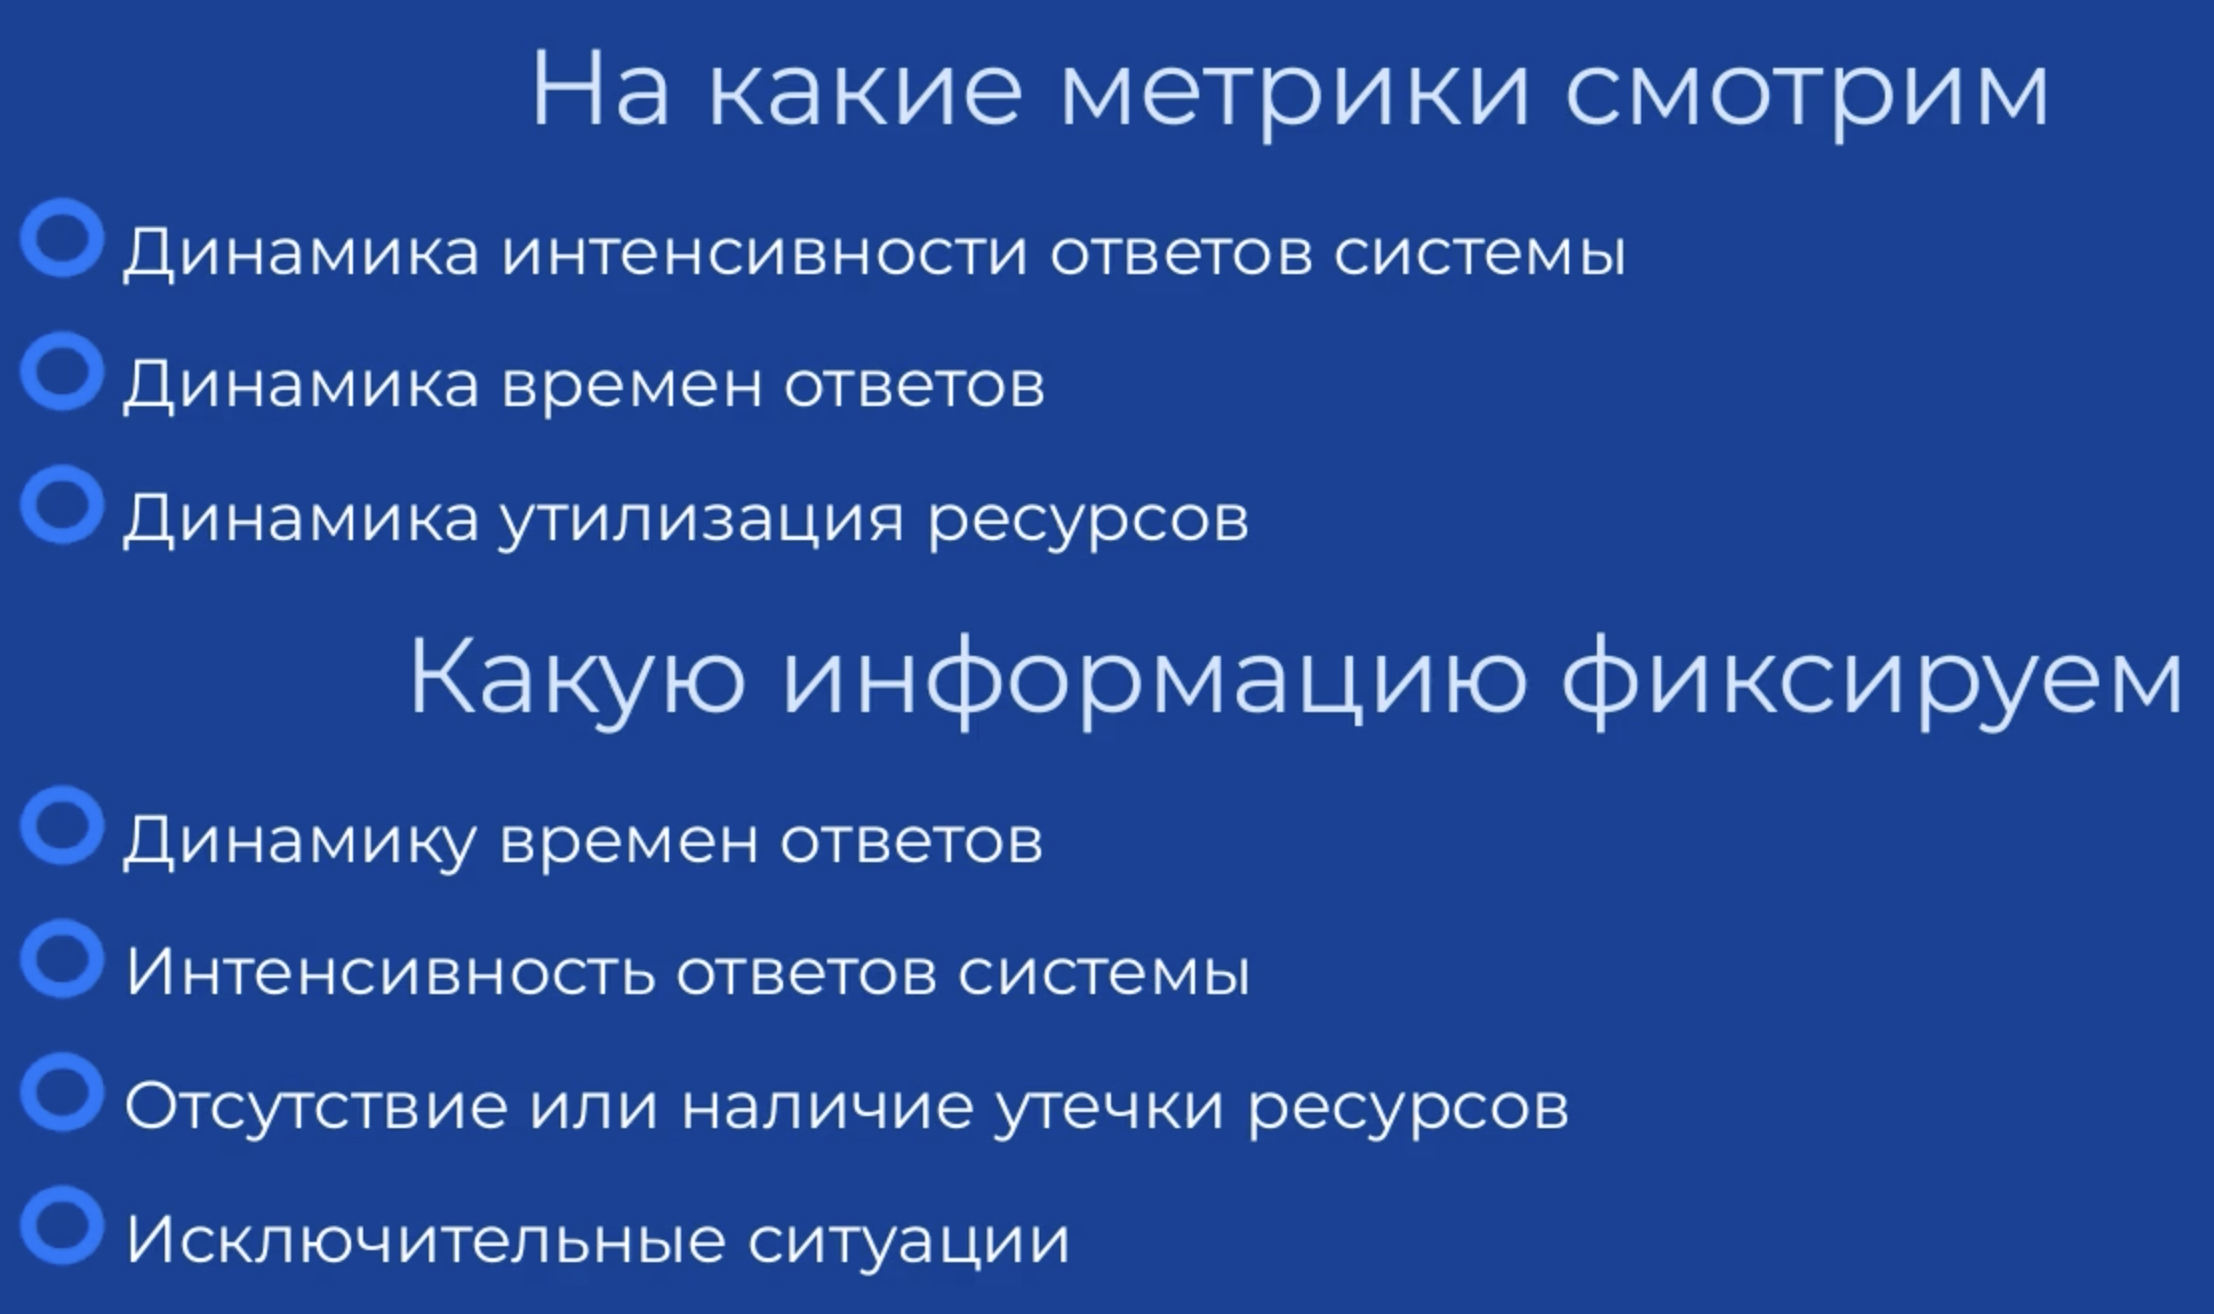 На какие метрики смотрим
Динамика интенсивности ответов системы
Динамика времен ответов
Динамика утилизация ресурсов
Какую информацию фиксируем
Динамику времен ответов
Интенсивность ответов системы
Отсутствие или наличие утечки ресурсов
Исключительные ситуации